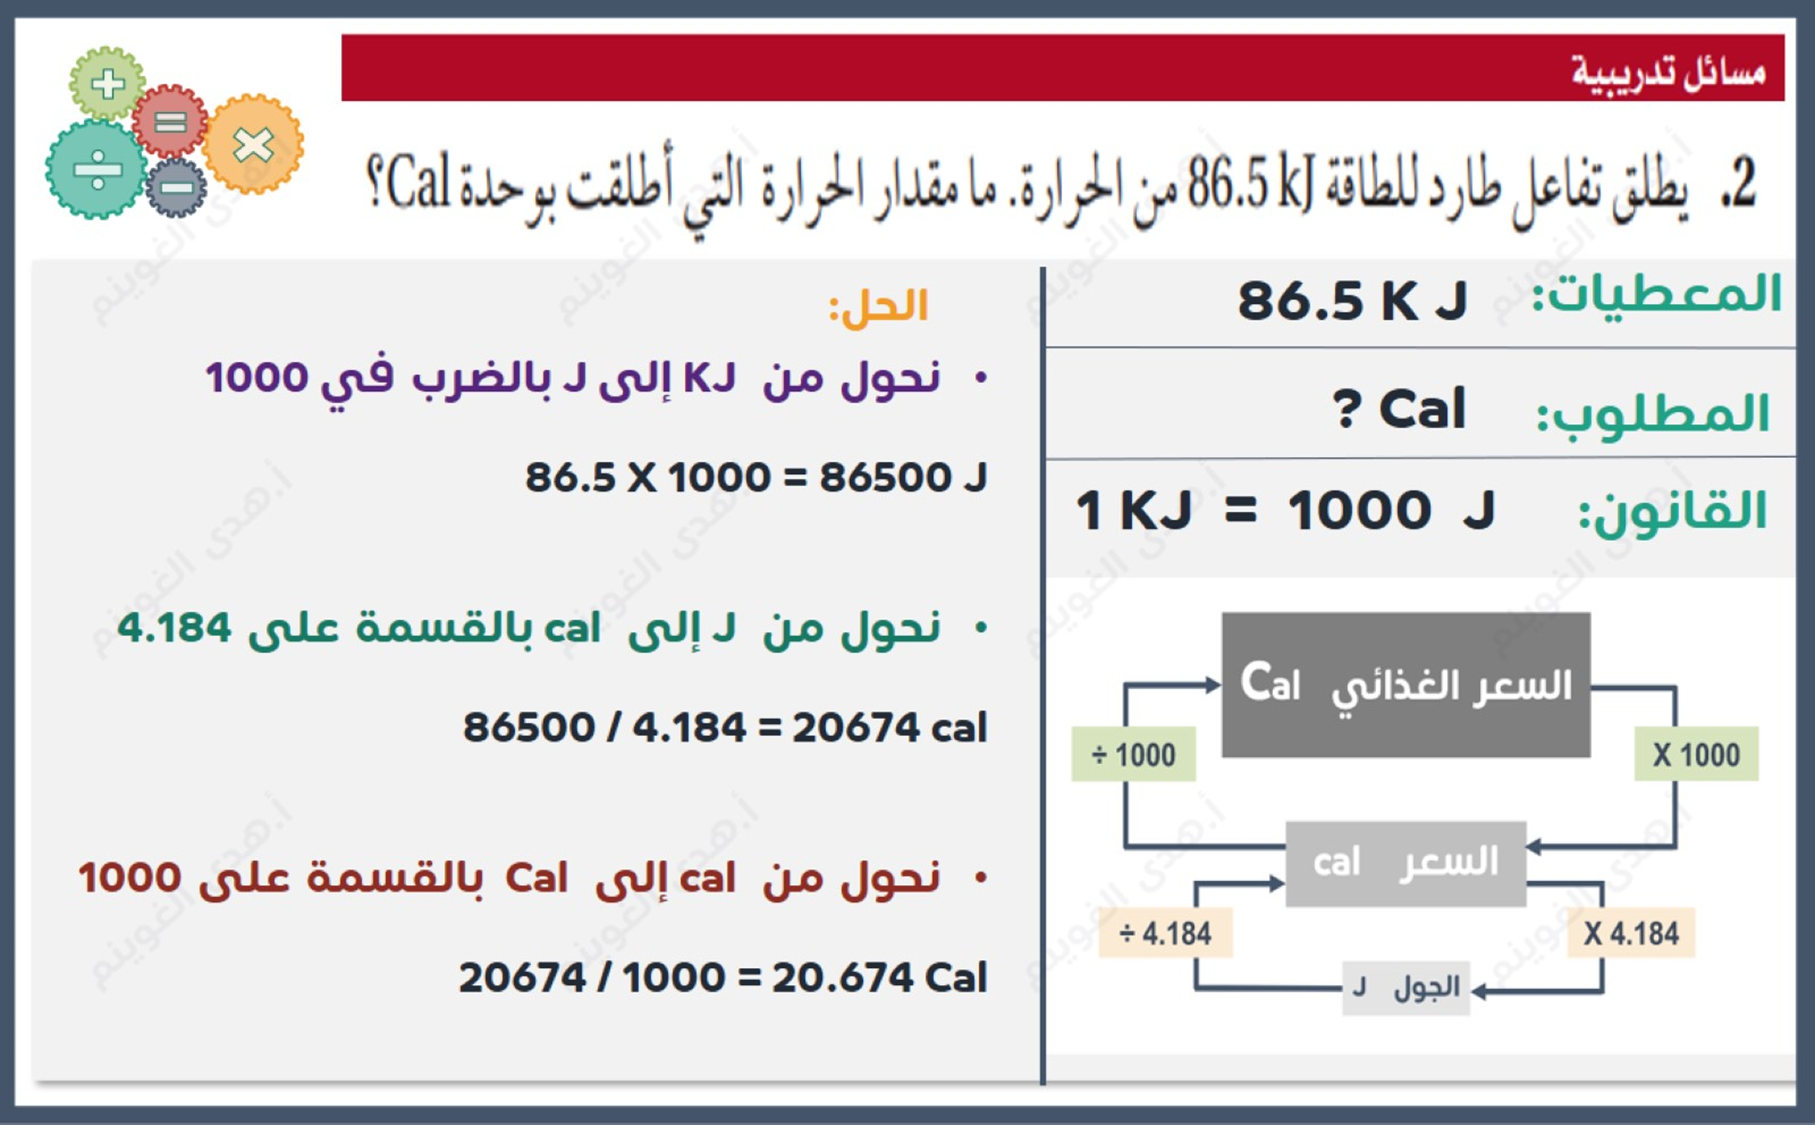 مسائل تدريبية
2. يطلق تفاعل طارد للطاقة 86.5 kJ من الحرارة. ما مقدار الحرارة التي أطلقت بوحدة Cal؟
المعطيات: 86.5 K J
المطلوب: ? Cal
القانون: 1 KJ = 1000 J
السعر الغذائي Cal
÷ 1000
X 1000
السعر cal
÷ 4.184
X 4.184
الجول J
الحل:
• نحول من KJ إلى J بالضرب في 1000
86.5 X 1000 = 86500 J
• نحول من J إلى cal بالقسمة على 4.184
86500 / 4.184 = 20674 cal
• نحول من cal إلى Cal بالقسمة على 1000
20674 / 1000 = 20.674 Cal
أ.هدى الغوينم